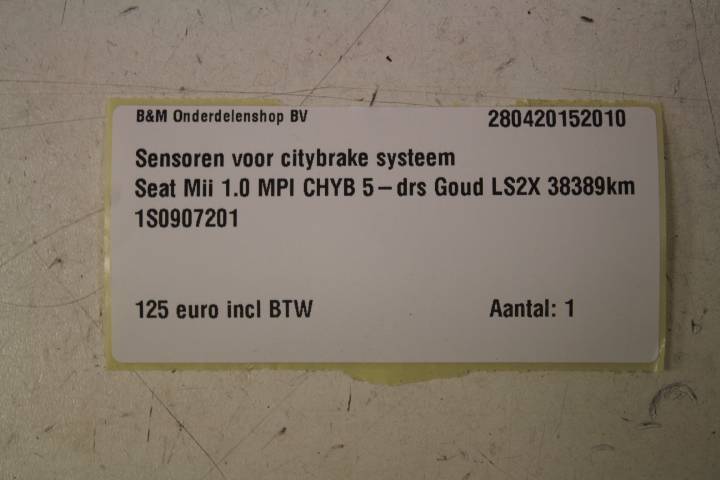 B&M Onderdelenshop BV 280420152010
Sensoren voor citybrake systeem
Seat Mii 1.0 MPI CHYB 5-drs Goud LS2X 38389km
1S0907201
125 euro incl BTW Aantal: 1